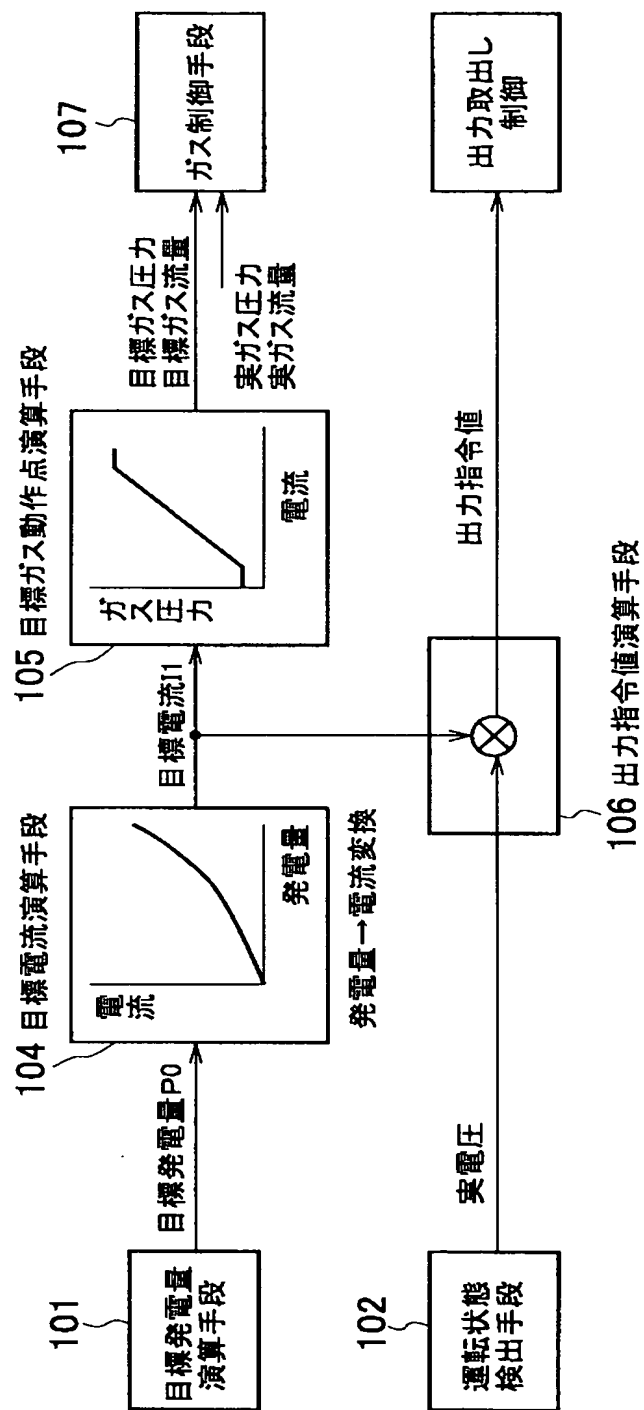 101
目標発電量
演算手段
目標発電量P0
104 目標電流演算手段
電流
発電量
発電量→電流変換
目標電流I1
105 目標ガス動作点演算手段
ガス圧力
電流
目標ガス圧力
目標ガス流量
実ガス圧力
実ガス流量
107
ガス制御手段
102
運転状態
検出手段
実電圧
106 出力指令値演算手段
出力指令値
出力取出し
制御